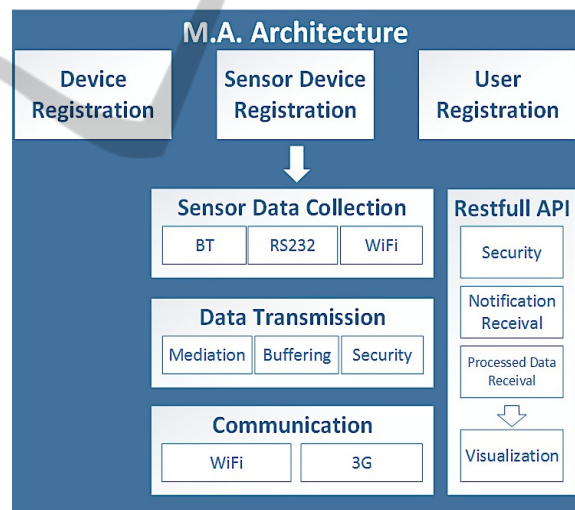 M.A. Architecture
Device
Registration
Sensor Device
Registration
User
Registration
Sensor Data Collection
BT
RS232
WiFi
Data Transmission
Mediation
Buffering
Security
Communication
WiFi
3G
Restfull API
Security
Notification
Receival
Processed Data
Receival
Visualization